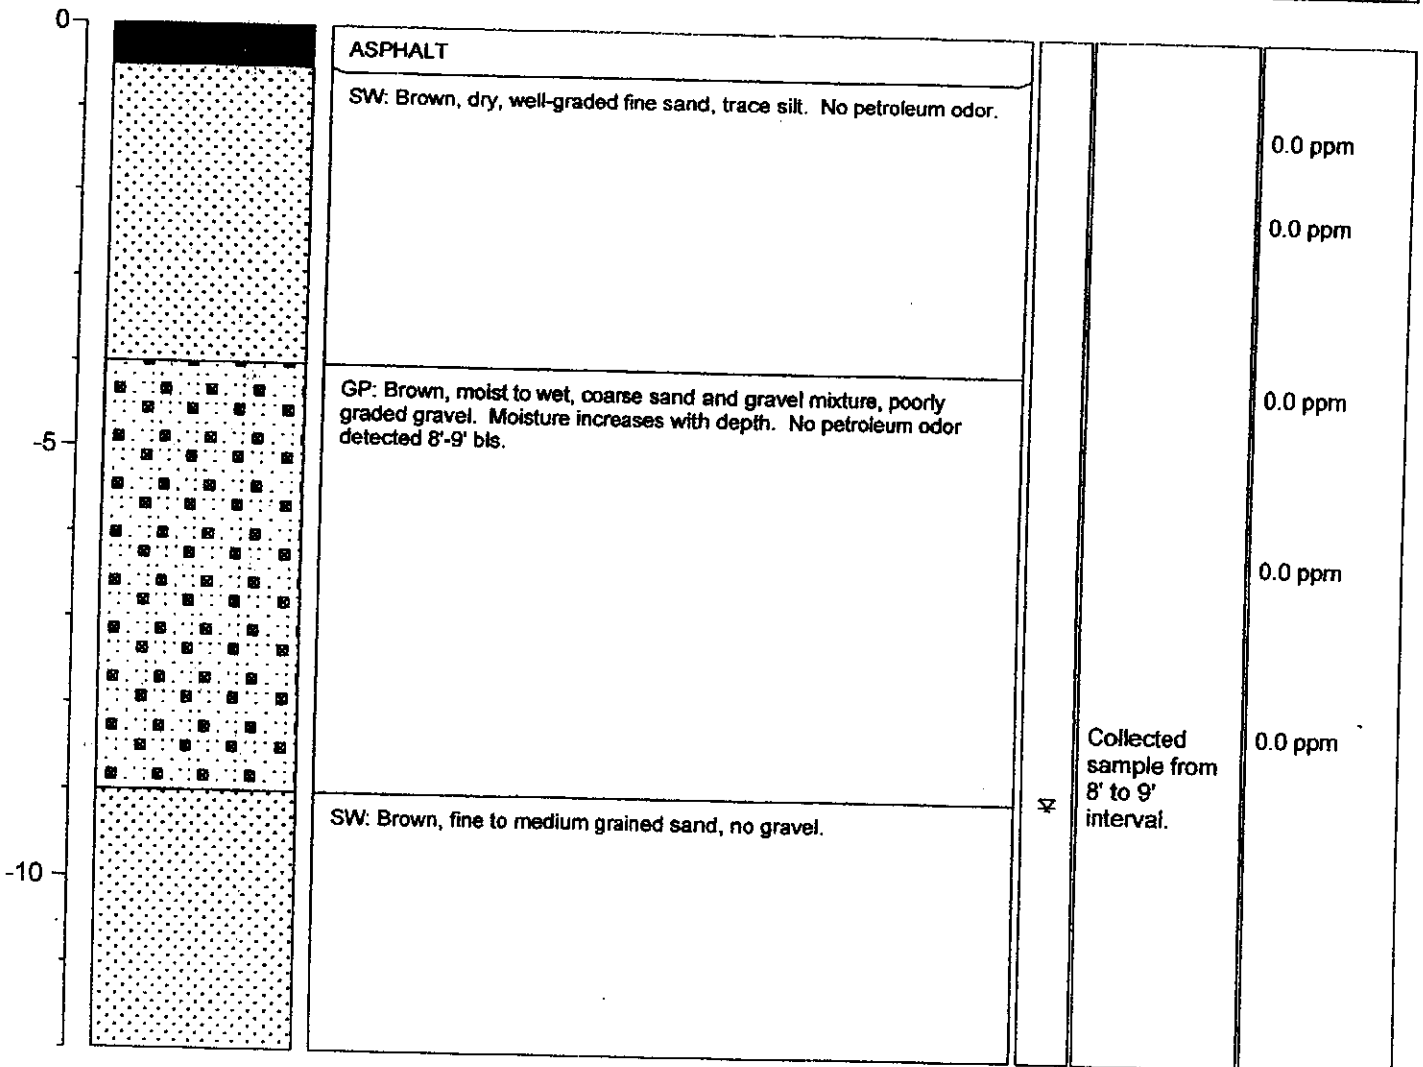 0
ASPHALT
SW: Brown, dry, well-graded fine sand, trace silt. No petroleum odor.
0.0 ppm
0.0 ppm
GP: Brown, moist to wet, coarse sand and gravel mixture, poorly
graded gravel. Moisture increases with depth. No petroleum odor
detected 8'-9' bls.
0.0 ppm
-5
0.0 ppm
Collected
sample from
8' to 9'
interval.
0.0 ppm
SW: Brown, fine to medium grained sand, no gravel.
-10